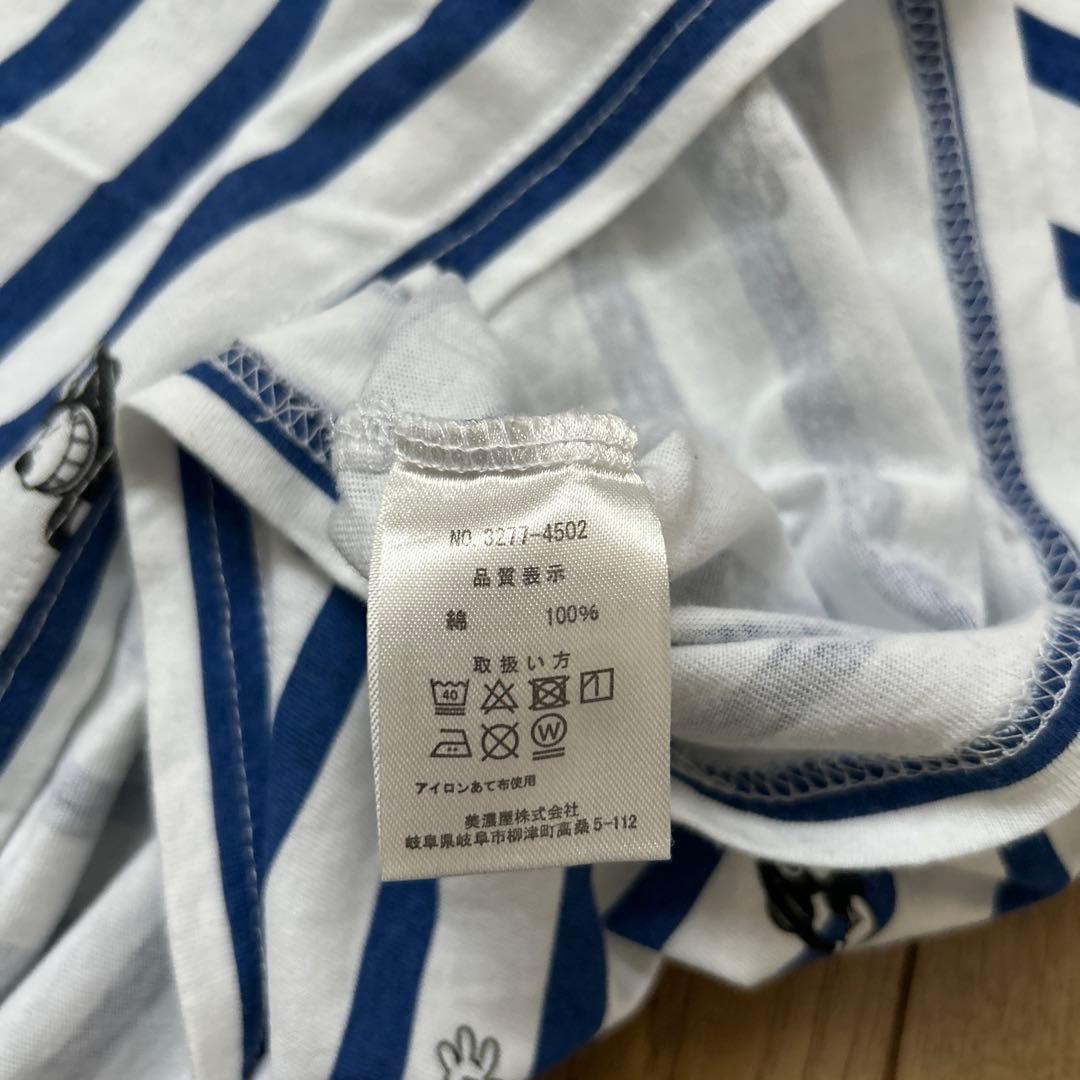 NO. 3277-4502
品質表示
綿 100%
取扱い方
40
W
アイロンあて布使用
美濃屋株式会社
岐阜県岐阜市柳津町高桑5-112